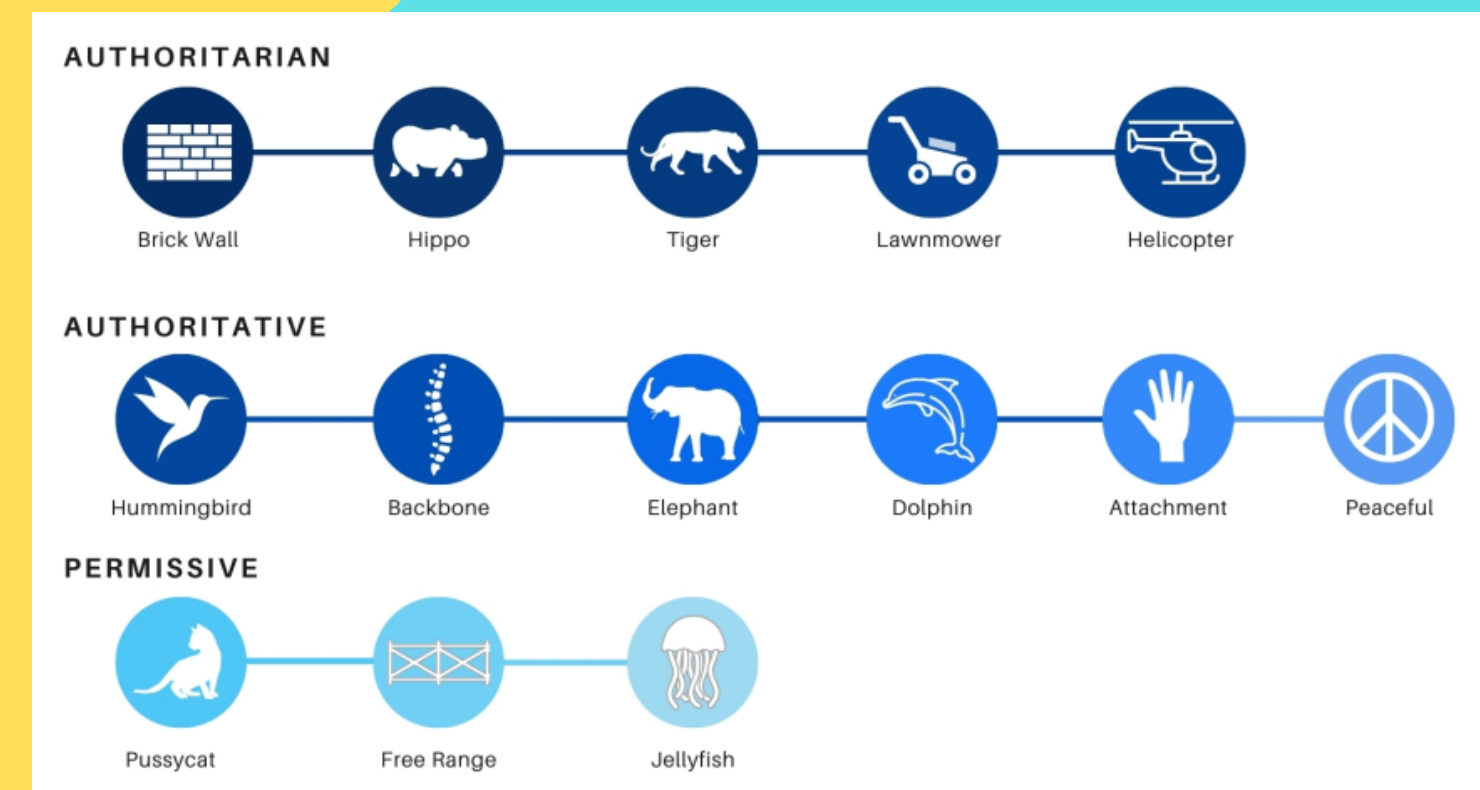 AUTHORITARIAN
Brick Wall Hippo Tiger Lawnmower Helicopter
AUTHORITATIVE
Hummingbird Backbone Elephant Dolphin Attachment Peaceful
PERMISSIVE
Pussycat Free Range Jellyfish